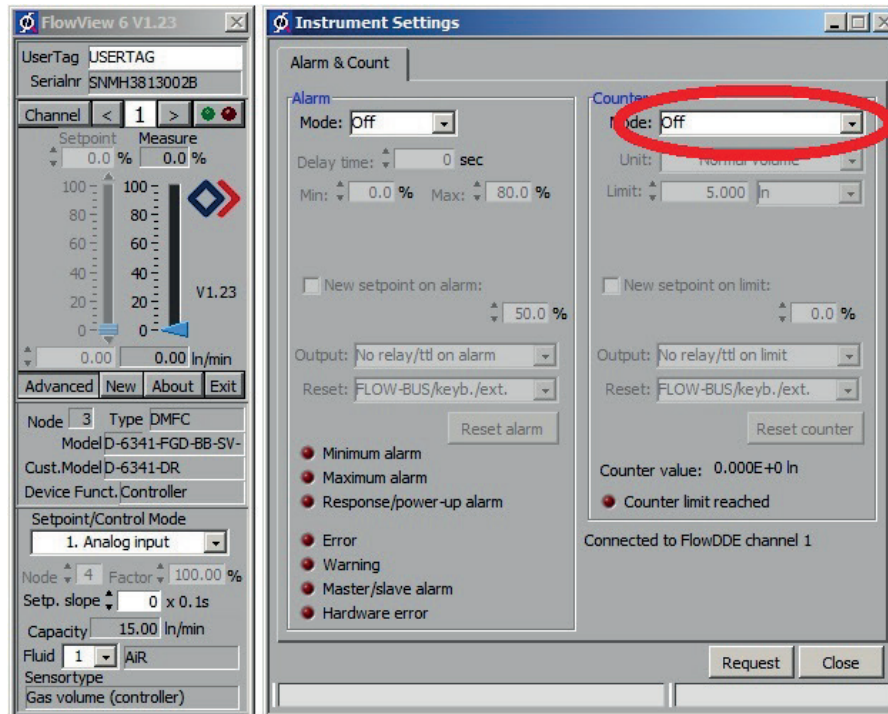 FlowView 6 V1.23
UserTag USERTAG
Serialnr SNMH3813002B
Channel < 1 >
Setpoint Measure
0.0 % 0.0 %
100 100
80 80
60 60
40 40
V1.23
20 20
0 0
0.00 0.00 ln/min
Advanced New About Exit
Node 3 Type DMFC
Model D-6341-FGD-BB-SV-
Cust.Model D-6341-DR
Device Funct. Controller
Setpoint/Control Mode
1. Analog input
Node 4 Factor 100.00 %
Setp. slope 0 x 0.1s
Capacity 15.00 ln/min
Fluid 1 AiR
Sensortype
Gas volume (controller)
Instrument Settings
Alarm & Count
Alarm
Mode: Off
Delay time: 0 sec
Min: 0.0 % Max: 80.0 %
New setpoint on alarm:
50.0 %
Output: No relay/ttl on alarm
Reset: FLOW-BUS/keyb./ext.
Reset alarm
Minimum alarm
Maximum alarm
Response/power-up alarm
Error
Warning
Master/slave alarm
Hardware error
Counter
Mode: Off
Unit: Normal volume
Limit: 5.000 ln
New setpoint on limit:
0.0 %
Output: No relay/ttl on limit
Reset: FLOW-BUS/keyb./ext.
Reset counter
Counter value: 0.000E+0 ln
Counter limit reached
Connected to FlowDDE channel 1
Request Close